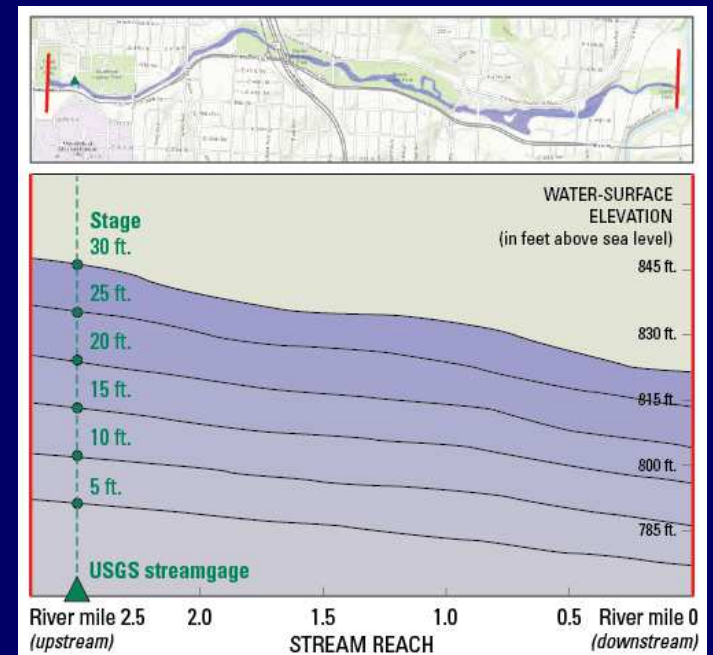 WATER-SURFACE
ELEVATION
(in feet above sea level)
Stage
30 ft.
845 ft.
25 ft.
830 ft.
20 ft.
15 ft.
815 ft.
10 ft.
800 ft.
5 ft.
785 ft.
USGS streamgage
River mile 2.5 2.0 1.5 1.0 0.5 River mile 0
(upstream) STREAM REACH (downstream)